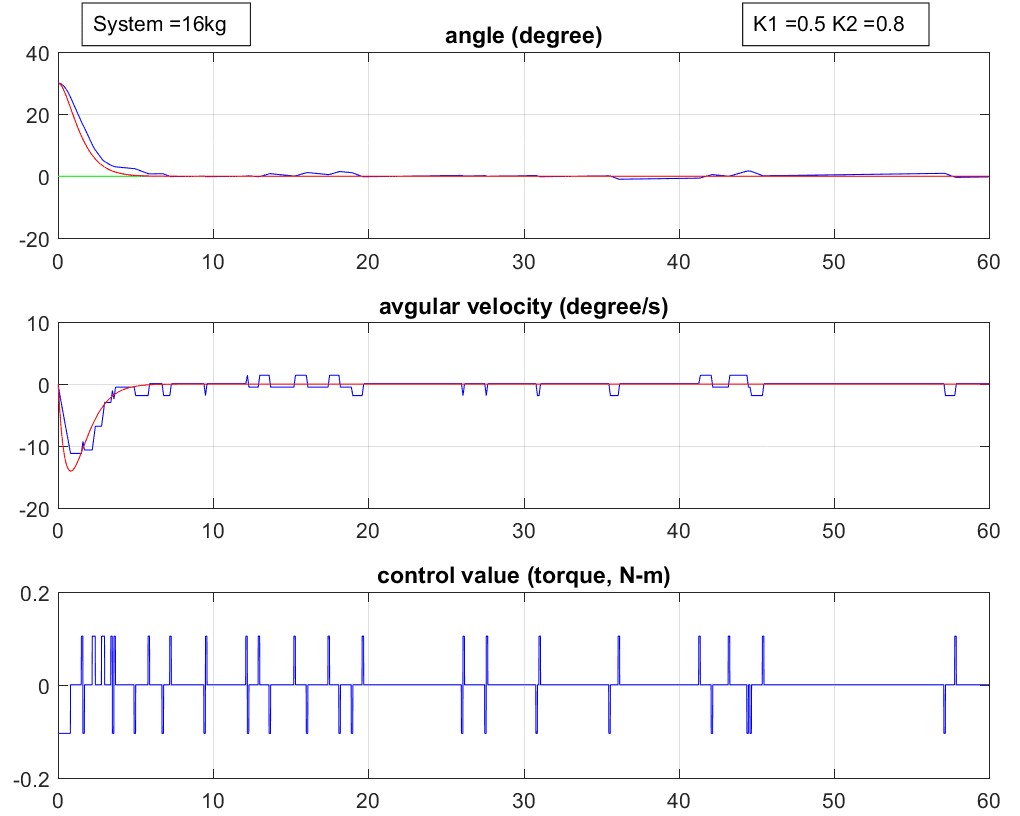 System =16kg
K1 =0.5 K2 =0.8
angle (degree)
40
20
0
-20
0 10 20 30 40 50 60
avgular velocity (degree/s)
10
0
-10
-20
0 10 20 30 40 50 60
control value (torque, N-m)
0.2
0
-0.2
0 10 20 30 40 50 60